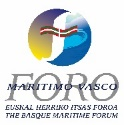 FORO
MARITIMO VASCO
EUSKAL HERRIKO ITSAS FOROA
THE BASQUE MARITIME FORUM